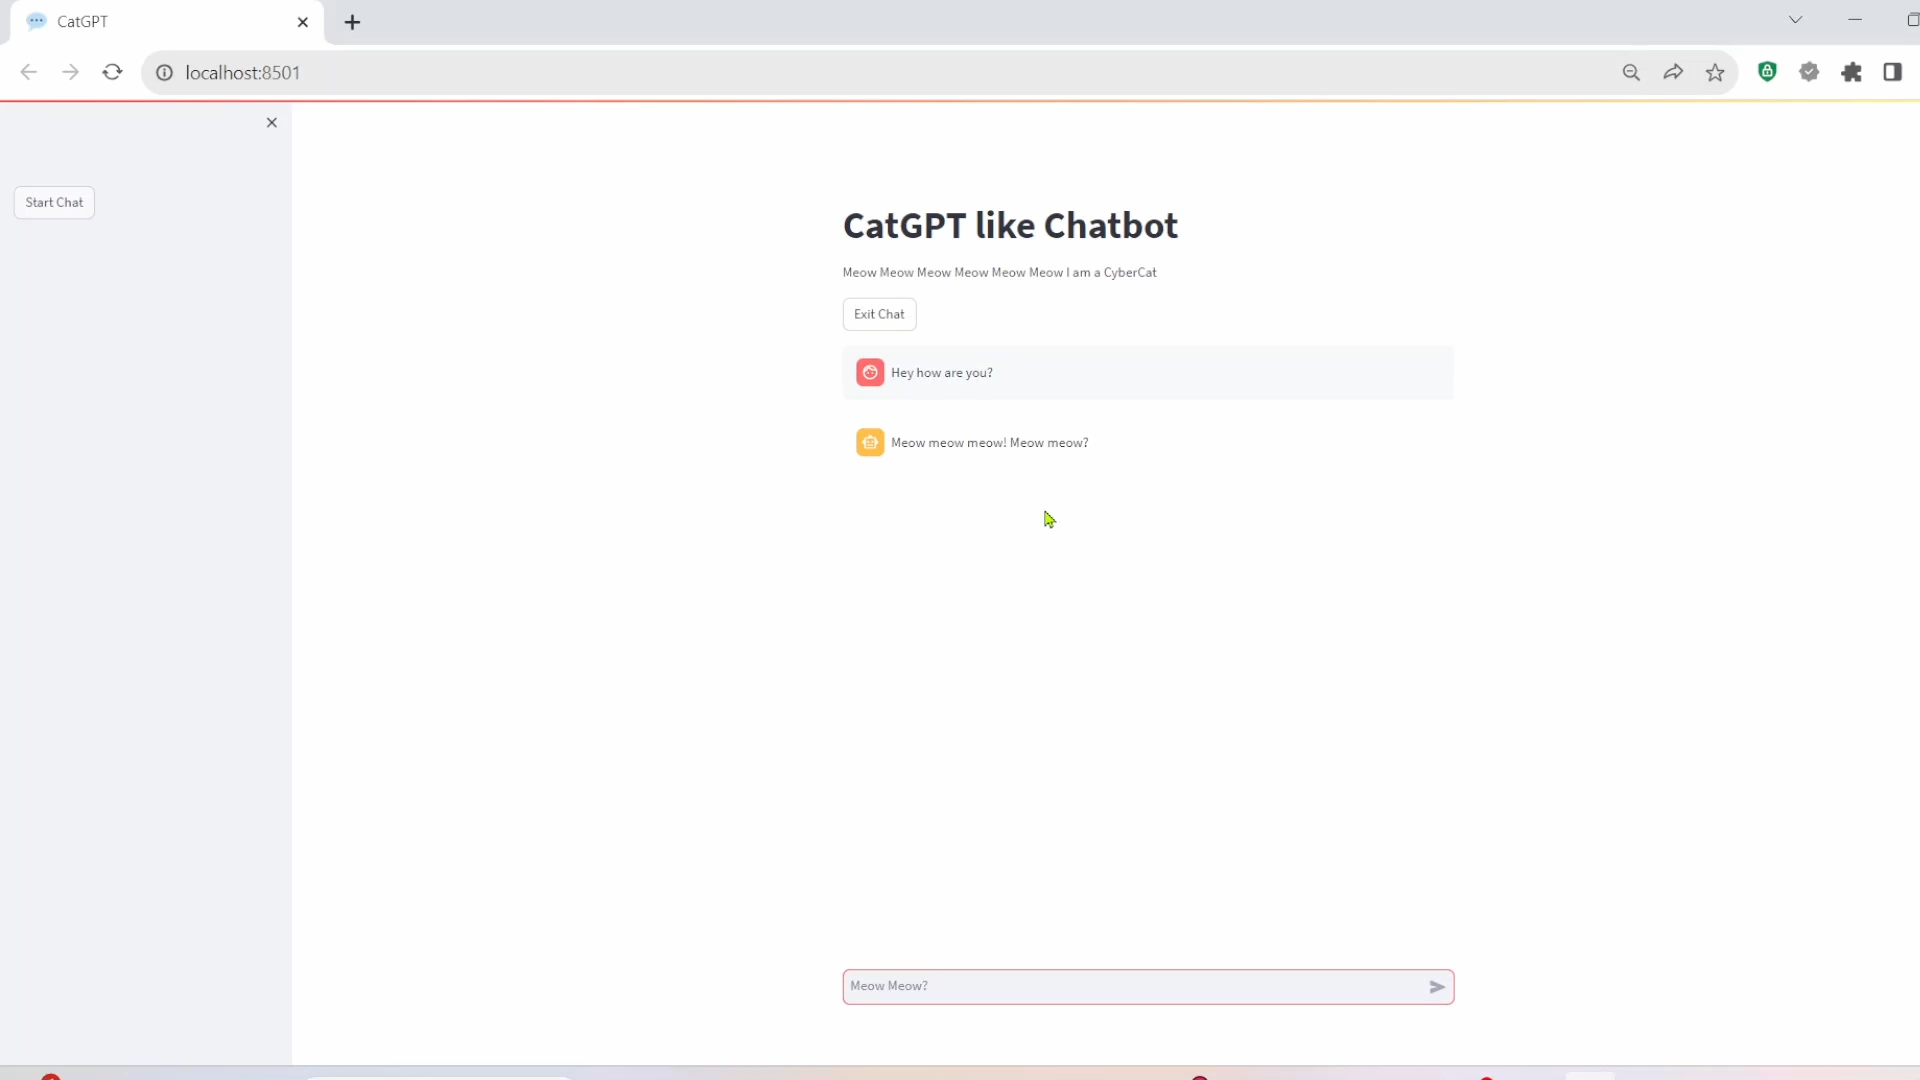 CatGPT
localhost:8501
Start Chat
CatGPT like Chatbot
Meow Meow Meow Meow Meow Meow I am a CyberCat
Exit Chat
Hey how are you?
Meow meow meow! Meow meow?
Meow Meow?